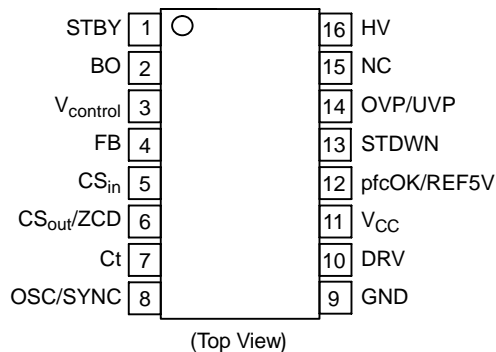 STBY 1 16 HV
BO 2 15 NC
Vcontrol 3 14 OVP/UVP
FB 4 13 STDWN
CSin 5 12 pfcOK/REF5V
CSout/ZCD 6 11 VCC
Ct 7 10 DRV
OSC/SYNC 8 9 GND
(Top View)